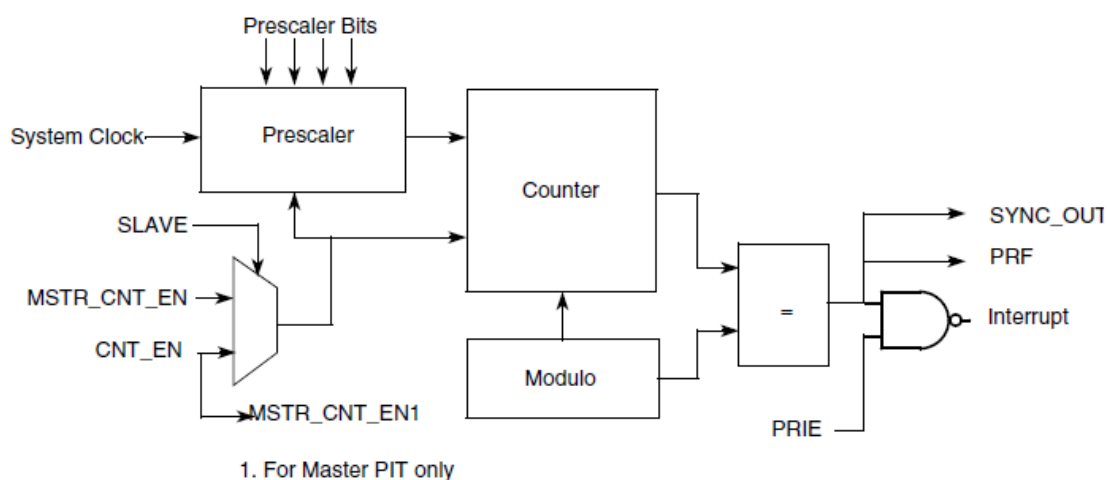 Prescaler Bits
System Clock
Prescaler
Counter
SLAVE
SYNC_OUT
PRF
MSTR_CNT_EN
=
Interrupt
CNT_EN
Modulo
MSTR_CNT_EN1
PRIE
1. For Master PIT only